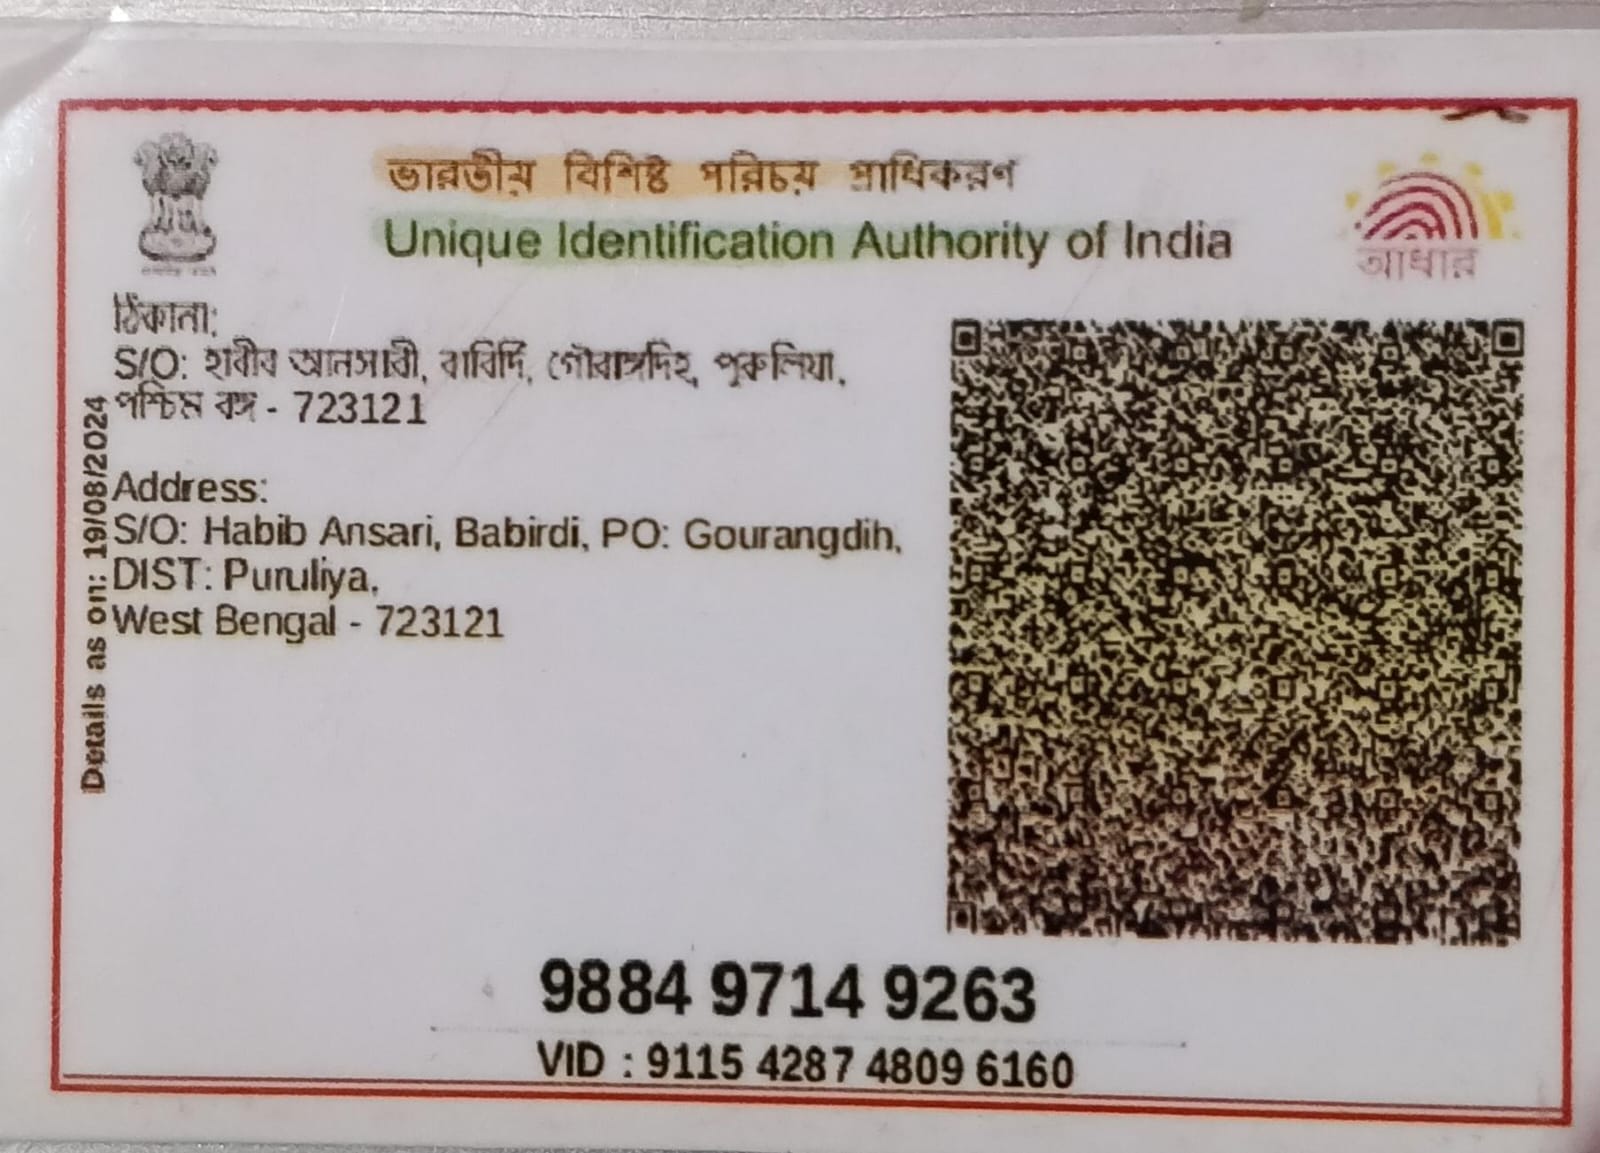 ভারতীয় বিশিষ্ট পরিচয় প্রাধিকরণ
Unique Identification Authority of India
আধার
ঠিকানা:
S/O: হাবীব আনসারী, বাবির্দি, গৌরাঙ্গদিহ, পুরুলিয়া,
পশ্চিম বঙ্গ - 723121
Address:
S/O: Habib Ansari, Babirdi, PO: Gourangdih,
DIST: Puruliya,
West Bengal - 723121
Details as on: 19/08/2024
9884 9714 9263
VID : 9115 4287 4809 6160